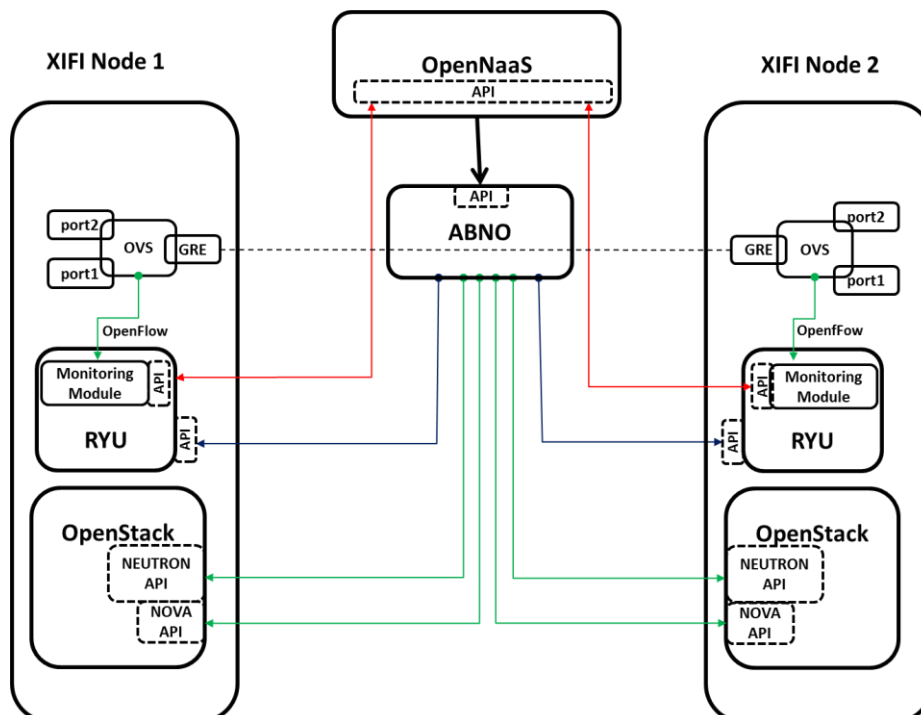 XIFI Node 1
OpenNaaS
API
XIFI Node 2
API
ABNO
port2
OVS
GRE
port1
OpenFlow
Monitoring
Module
API
RYU
API
OpenStack
NEUTRON
API
NOVA
API
port2
GRE
OVS
port1
OpenfFow
API
Monitoring
Module
RYU
API
OpenStack
NEUTRON
API
NOVA
API